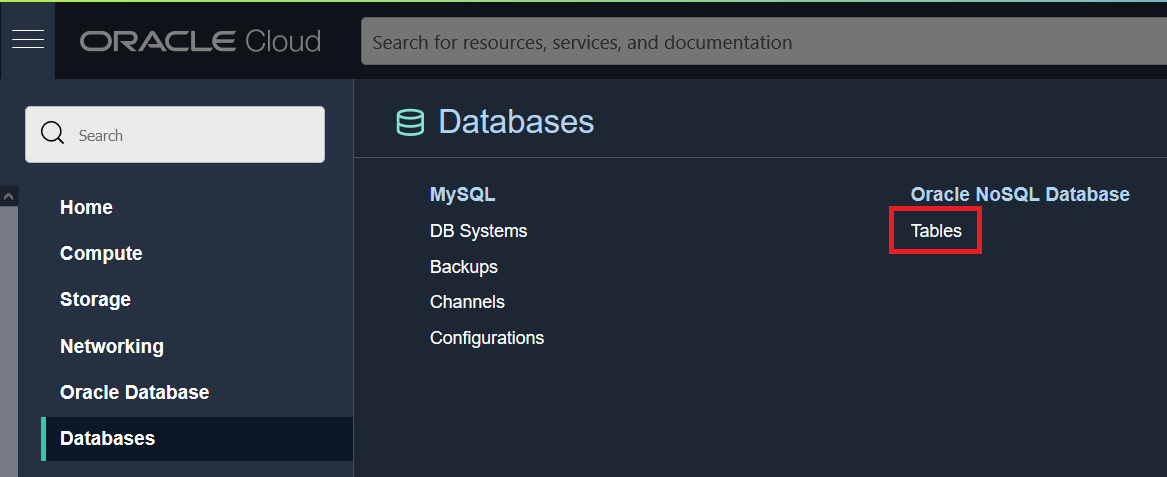 ORACLE Cloud
Search for resources, services, and documentation
Search
Home
Compute
Storage
Networking
Oracle Database
Databases
Databases
MySQL
DB Systems
Backups
Channels
Configurations
Oracle NoSQL Database
Tables